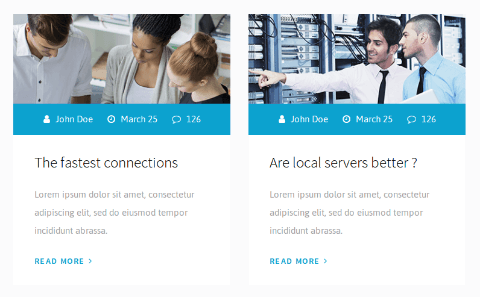 John Doe March 25 126
The fastest connections
Lorem ipsum dolor sit amet, consectetur
adipiscing elit, sed do eiusmod tempor
incididunt abrassa.
READ MORE >
John Doe March 25 126
Are local servers better ?
Lorem ipsum dolor sit amet, consectetur
adipiscing elit, sed do eiusmod tempor
incididunt abrassa.
READ MORE >